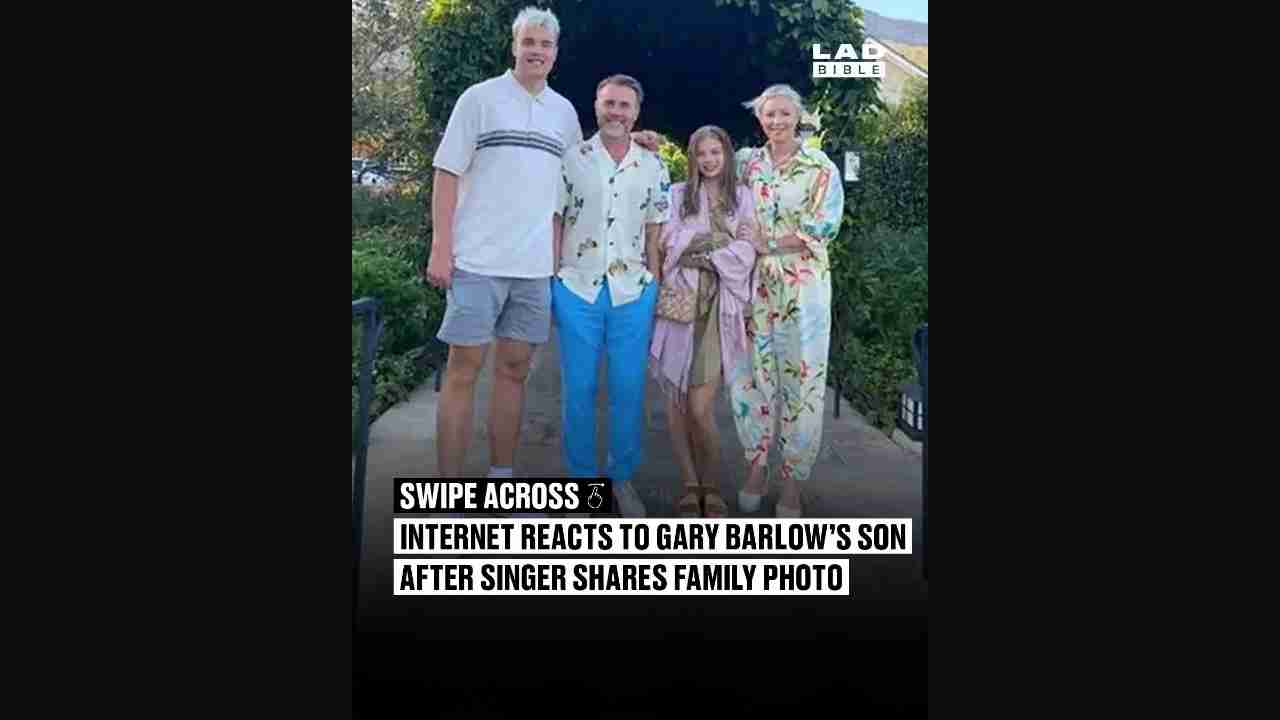 LAD
BIBLE
SWIPE ACROSS
INTERNET REACTS TO GARY BARLOW'S SON
AFTER SINGER SHARES FAMILY PHOTO